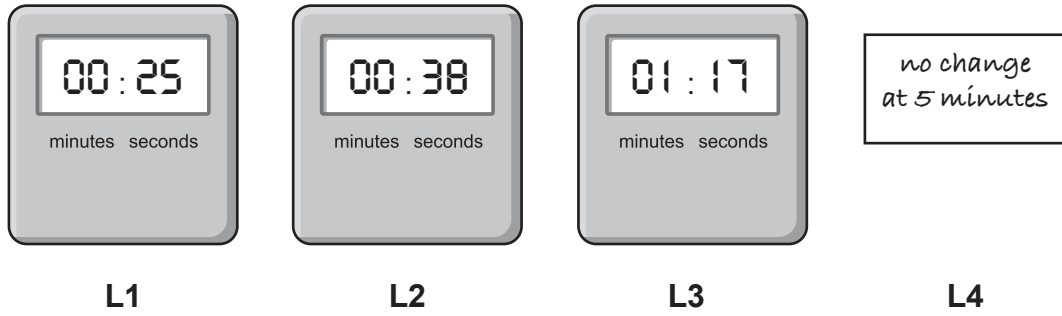 00 : 25
minutes seconds
L1
00 : 38
minutes seconds
L2
01 : 17
minutes seconds
L3
no change
at 5 minutes
L4